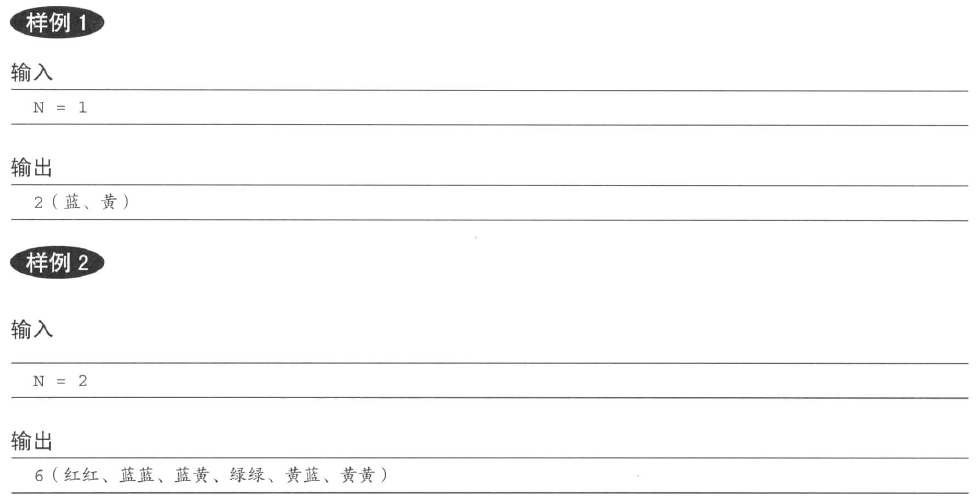 样例 1
输入
N = 1
输出
2（蓝、黄）
样例 2
输入
N = 2
输出
6（红红、蓝蓝、蓝黄、绿绿、黄蓝、黄黄）